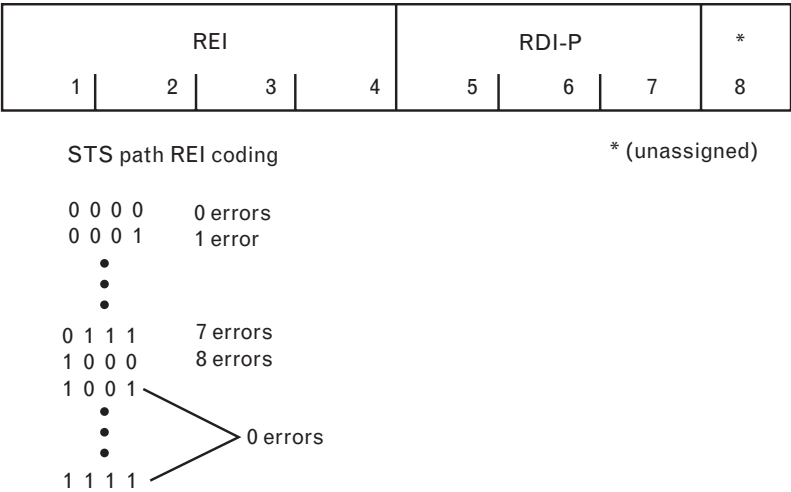 REI RDI-P *
1 2 3 4 5 6 7 8
STS path REI coding * (unassigned)
0 0 0 0 0 errors
0 0 0 1 1 error
0 1 1 1 7 errors
1 0 0 0 8 errors
1 0 0 1
0 errors
1 1 1 1